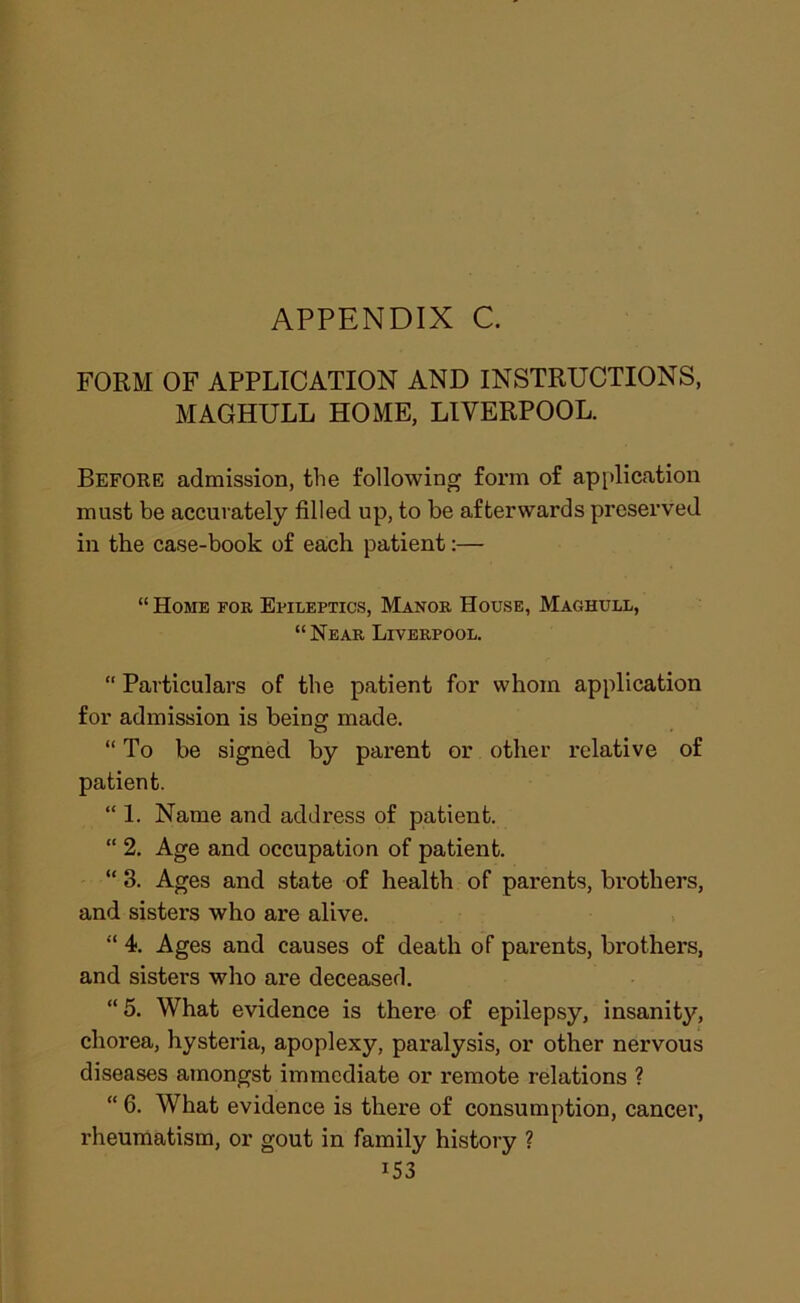 APPENDIX C.
FORM OF APPLICATION AND INSTRUCTIONS,
MAGHULL HOME, LIVERPOOL.
BEFORE admission, the following form of application
must be accurately filled up, to be afterwards preserved
in the case-book of each patient:—
“HOME FOR EPILEPTICS, MANOR HOUSE, MAGHULL,
“NEAR LIVERPOOL.
“Particulars of the patient for whom application
for admission is being made.
“To be signed by parent or other relative of
patient.
“1. Name and address of patient.
“2. Age and occupation of patient.
“3. Ages and state of health of parents, brothers,
and sisters who are alive.
“4. Ages and causes of death of parents, brothers,
and sisters who are deceased.
“5. What evidence is there of epilepsy, insanity,
chorea, hysteria, apoplexy, paralysis, or other nervous
diseases amongst immediate or remote relations ?
“6. What evidence is there of consumption, cancer,
rheumatism, or gout in family history ?
153